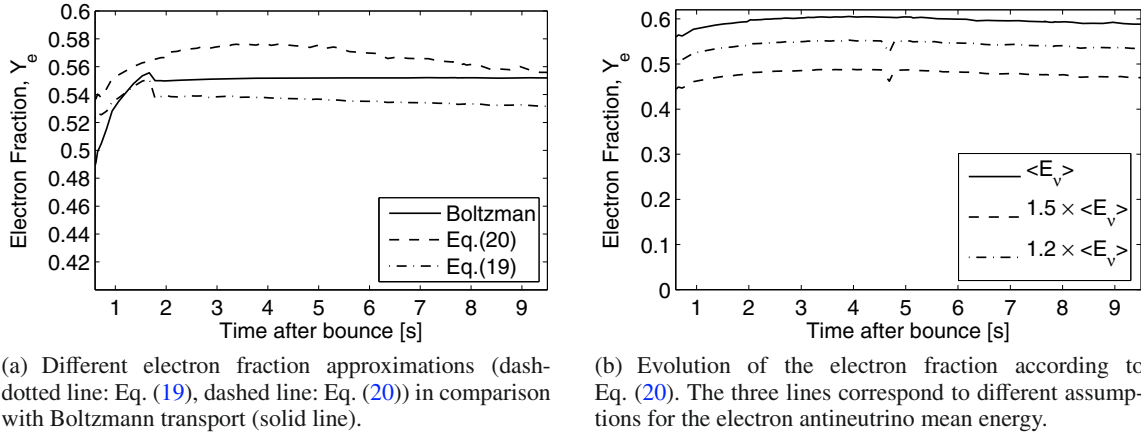 Electron Fraction, Y_e
0.6
0.58
0.56
0.54
0.52
0.5
0.48
0.46
0.44
0.42
1 2 3 4 5 6 7 8 9
Time after bounce [s]
Boltzman
Eq.(20)
Eq.(19)
(a) Different electron fraction approximations (dash-
dotted line: Eq. (19), dashed line: Eq. (20)) in comparison
with Boltzmann transport (solid line).
Electron Fraction, Y_e
0.6
0.5
0.4
0.3
0.2
0.1
0
1 2 3 4 5 6 7 8 9
Time after bounce [s]
<E_ν>
1.5 × <E_ν>
1.2 × <E_ν>
(b) Evolution of the electron fraction according to
Eq. (20). The three lines correspond to different assump-
tions for the electron antineutrino mean energy.